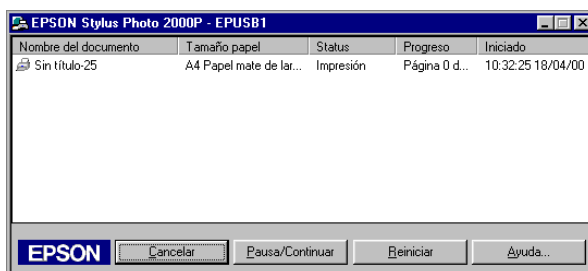 EPSON Stylus Photo 2000P - EPUSB1
Nombre del documento Tamaño papel Status Progreso Iniciado
Sin título-25 A4 Papel mate de lar... Impresión Página 0 d... 10:32:25 18/04/00
EPSON Cancelar Pausa/Continuar Reiniciar Ayuda...